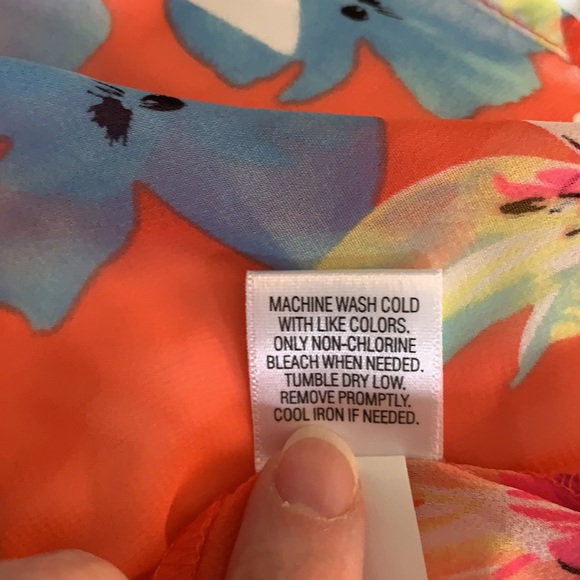 MACHINE WASH COLD
WITH LIKE COLORS.
ONLY NON-CHLORINE
BLEACH WHEN NEEDED.
TUMBLE DRY LOW.
REMOVE PROMPTLY.
COOL IRON IF NEEDED.